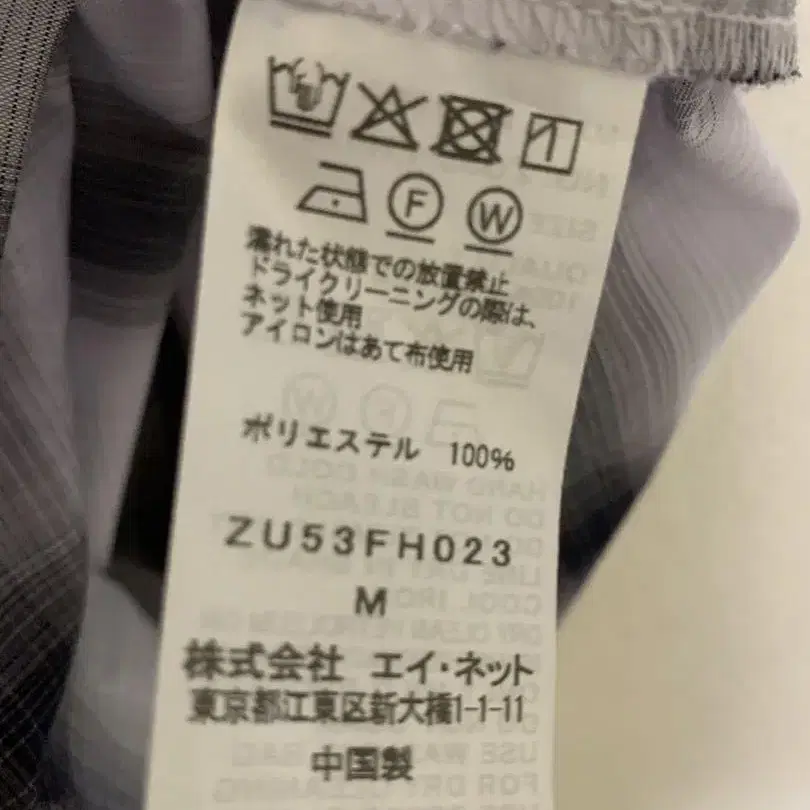 F W
濡れた状態での放置禁止
ドライクリーニングの際は、
ネット使用
アイロンはあて布使用
ポリエステル 100%
ZU53FH023
M
株式会社 エイ・ネット
東京都江東区新大橋1-1-11
中国製